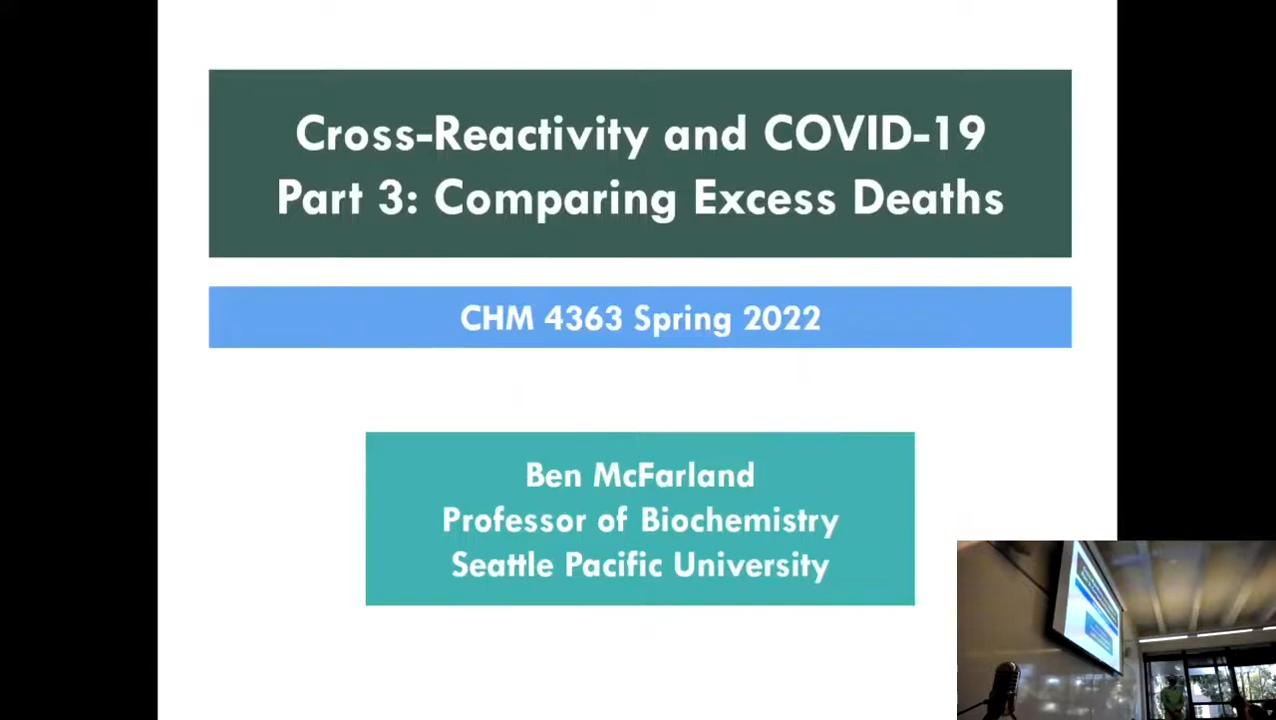 Cross-Reactivity and COVID-19
Part 3: Comparing Excess Deaths
CHM 4363 Spring 2022
Ben McFarland
Professor of Biochemistry
Seattle Pacific University